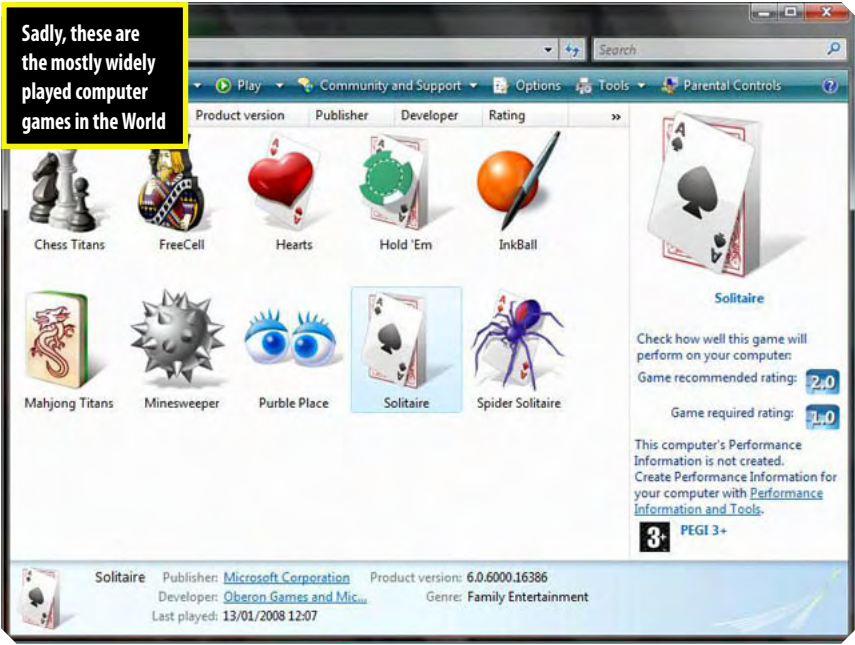 Sadly, these are
the mostly widely
played computer
games in the World
Search
Play
Community and Support
Options
Tools
Parental Controls
?
Product version Publisher Developer Rating »
Chess Titans
FreeCell
Hearts
Hold 'Em
InkBall
Mahjong Titans
Minesweeper
Purble Place
Solitaire
Spider Solitaire
Solitaire
Check how well this game will
perform on your computer:
Game recommended rating: 2.0
Game required rating: 1.0
This computer's Performance
Information is not created.
Create Performance Information for
your computer with Performance
Information and Tools.
3+ PEGI 3+
Solitaire Publisher: Microsoft Corporation Product version: 6.0.6000.16386
Developer: Oberon Games and Mic... Genre: Family Entertainment
Last played: 13/01/2008 12:07